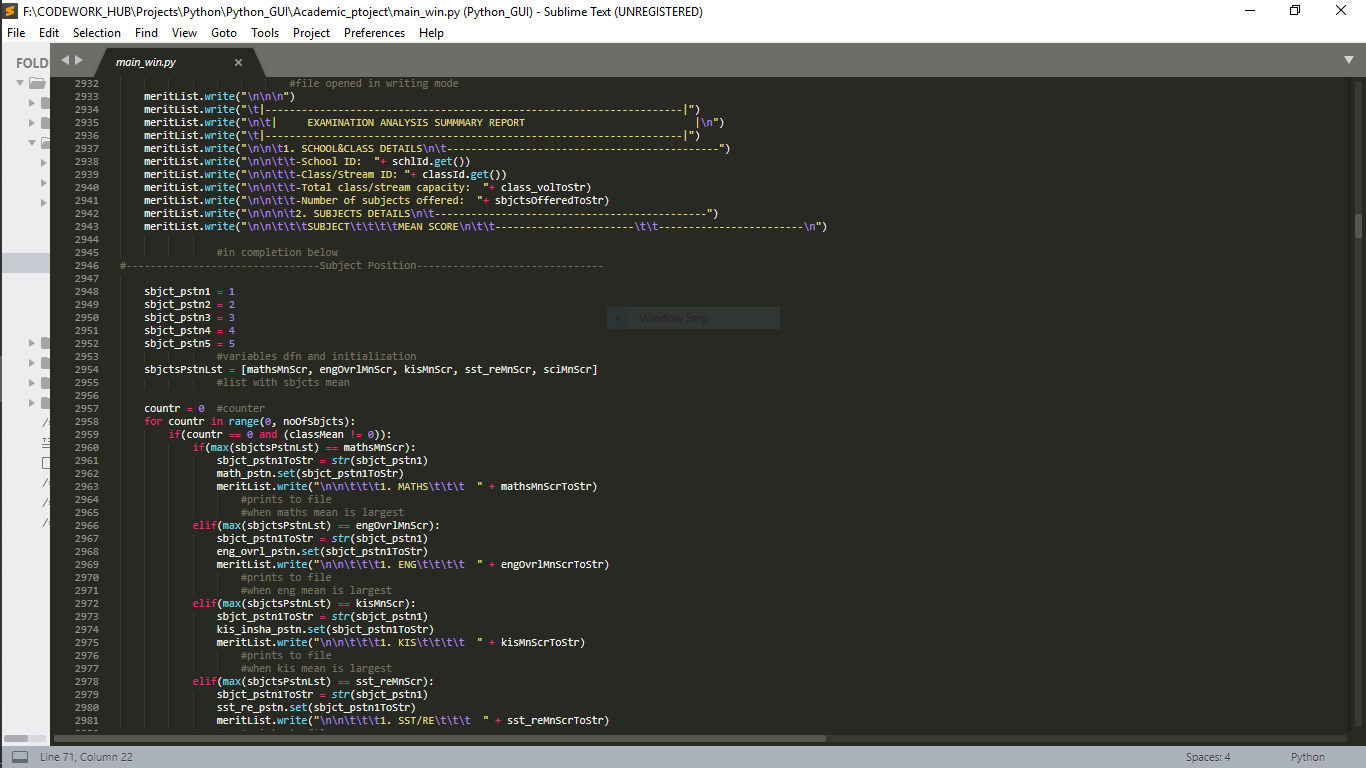 F:\CODEWORK_HUB\Projects\Python\Python_GUI\Academic_ptoject\main_win.py (Python_GUI) - Sublime Text (UNREGISTERED)
File Edit Selection Find View Goto Tools Project Preferences Help
FOLD
main_win.py ×
2932 #file opened in writing mode
2933 meritList.write("\n\n\n")
2934 meritList.write("\t|---------------------------------------------------------------------|")
2935 meritList.write("\n\t|     EXAMINATION ANALYSIS SUMMMARY REPORT                            |\n")
2936 meritList.write("\t|---------------------------------------------------------------------|")
2937 meritList.write("\n\n\t1. SCHOOL&CLASS DETAILS\n\t---------------------------------------------")
2938 meritList.write("\n\n\t\t-School ID:  "+ schlId.get())
2939 meritList.write("\n\n\t\t-Class/Stream ID: "+ classId.get())
2940 meritList.write("\n\n\t\t-Total class/stream capacity:  "+ class_volToStr)
2941 meritList.write("\n\n\t\t-Number of subjects offered:  "+ sbjctsOfferedToStr)
2942 meritList.write("\n\n\n\t2. SUBJECTS DETAILS\n\t---------------------------------------------")
2943 meritList.write("\n\n\t\t\tSUBJECT\t\t\t\tMEAN SCORE\n\t\t-----------------------\t\t------------------------\n")
2944
2945 #in completion below
2946 #--------------------------------Subject Position-------------------------------
2947
2948 sbjct_pstn1 = 1
2949 sbjct_pstn2 = 2
2950 sbjct_pstn3 = 3
2951 sbjct_pstn4 = 4
2952 sbjct_pstn5 = 5
2953 #variables dfn and initialization
2954 sbjctsPstnLst = [mathsMnScr, engOvrlMnScr, kisMnScr, sst_reMnScr, sciMnScr]
2955 #list with sbjcts mean
2956
2957 countr = 0  #counter
2958 for countr in range(0, noOfSbjcts):
2959 if(countr == 0 and (classMean != 0)):
2960 if(max(sbjctsPstnLst) == mathsMnScr):
2961 sbjct_pstn1ToStr = str(sbjct_pstn1)
2962 math_pstn.set(sbjct_pstn1ToStr)
2963 meritList.write("\n\n\t\t\t1. MATHS\t\t\t  " + mathsMnScrToStr)
2964 #prints to file
2965 #when maths mean is largest
2966 elif(max(sbjctsPstnLst) == engOvrlMnScr):
2967 sbjct_pstn1ToStr = str(sbjct_pstn1)
2968 eng_ovrl_pstn.set(sbjct_pstn1ToStr)
2969 meritList.write("\n\n\t\t\t1. ENG\t\t\t\t  " + engOvrlMnScrToStr)
2970 #prints to file
2971 #when eng mean is largest
2972 elif(max(sbjctsPstnLst) == kisMnScr):
2973 sbjct_pstn1ToStr = str(sbjct_pstn1)
2974 kis_insha_pstn.set(sbjct_pstn1ToStr)
2975 meritList.write("\n\n\t\t\t1. KIS\t\t\t\t  " + kisMnScrToStr)
2976 #prints to file
2977 #when kis mean is largest
2978 elif(max(sbjctsPstnLst) == sst_reMnScr):
2979 sbjct_pstn1ToStr = str(sbjct_pstn1)
2980 sst_re_pstn.set(sbjct_pstn1ToStr)
2981 meritList.write("\n\n\t\t\t1. SST/RE\t\t\t  " + sst_reMnScrToStr)
Window Snip
Line 71, Column 22 Spaces: 4 Python